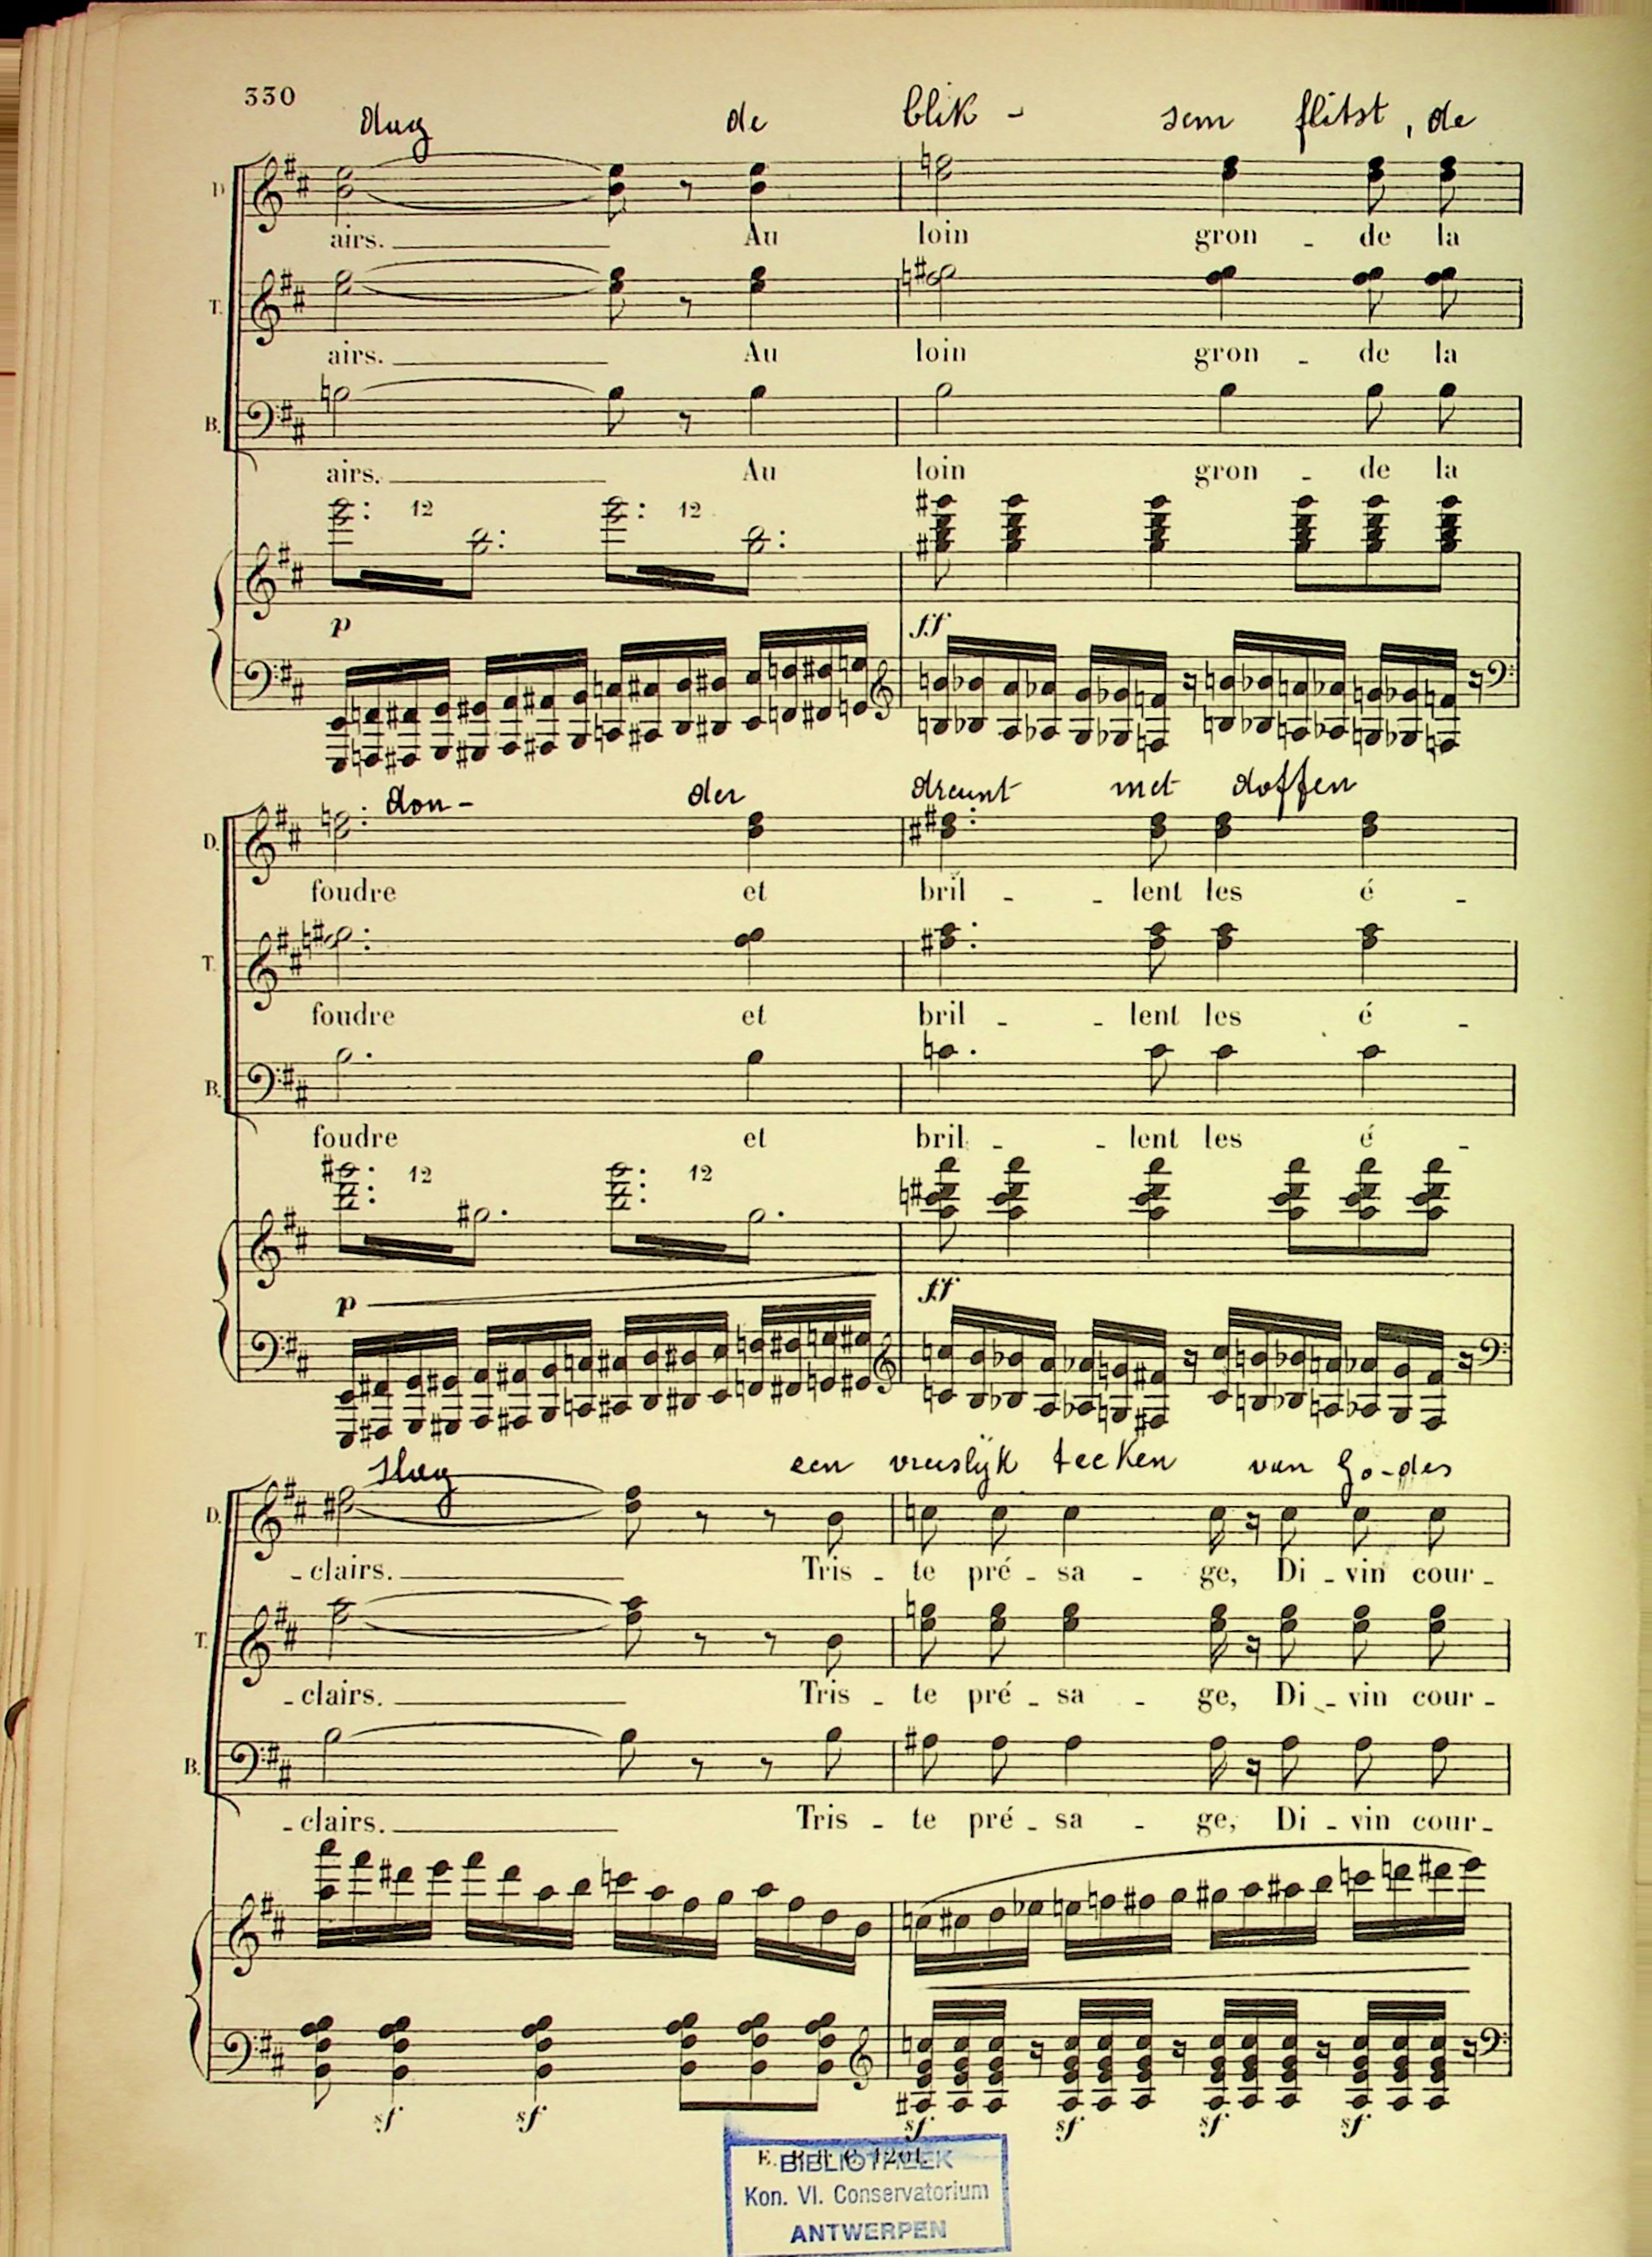 330
dag de blik - sem flitst, de
D
airs. Au loin gron - de la
T.
airs. Au loin gron - de la
B.
airs. Au loin gron - de la
12 12
p ff
don - der dreunt met doffen
D.
foudre et bril - - lent les é -
T.
foudre et bril - - lent les é -
B.
foudre et bril - - lent les é -
12 12
p ff
slag een vreeslijk teeken van Go - des
D.
- clairs. Tris - te pré - sa - ge, Di - vin cour -
T.
- clairs. Tris - te pré - sa - ge, Di - vin cour -
B.
- clairs. Tris - te pré - sa - ge, Di - vin cour -
sf sf sf sf sf sf
BIBLIOTHEEK
Kon. Vl. Conservatorium
ANTWERPEN